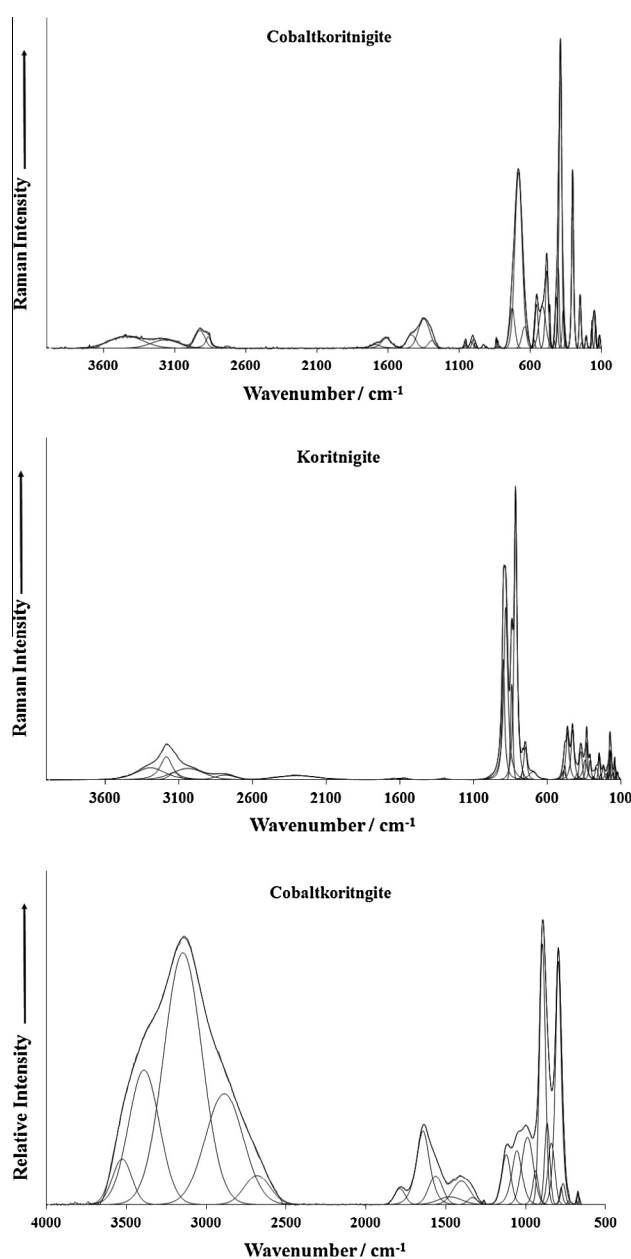 Cobaltkoritnigite
Raman Intensity
3600 3100 2600 2100 1600 1100 600 100
Wavenumber / cm-1
Koritnigite
Raman Intensity
3600 3100 2600 2100 1600 1100 600 100
Wavenumber / cm-1
Cobaltkoritngite
Relative Intensity
4000 3500 3000 2500 2000 1500 1000 500
Wavenumber / cm-1